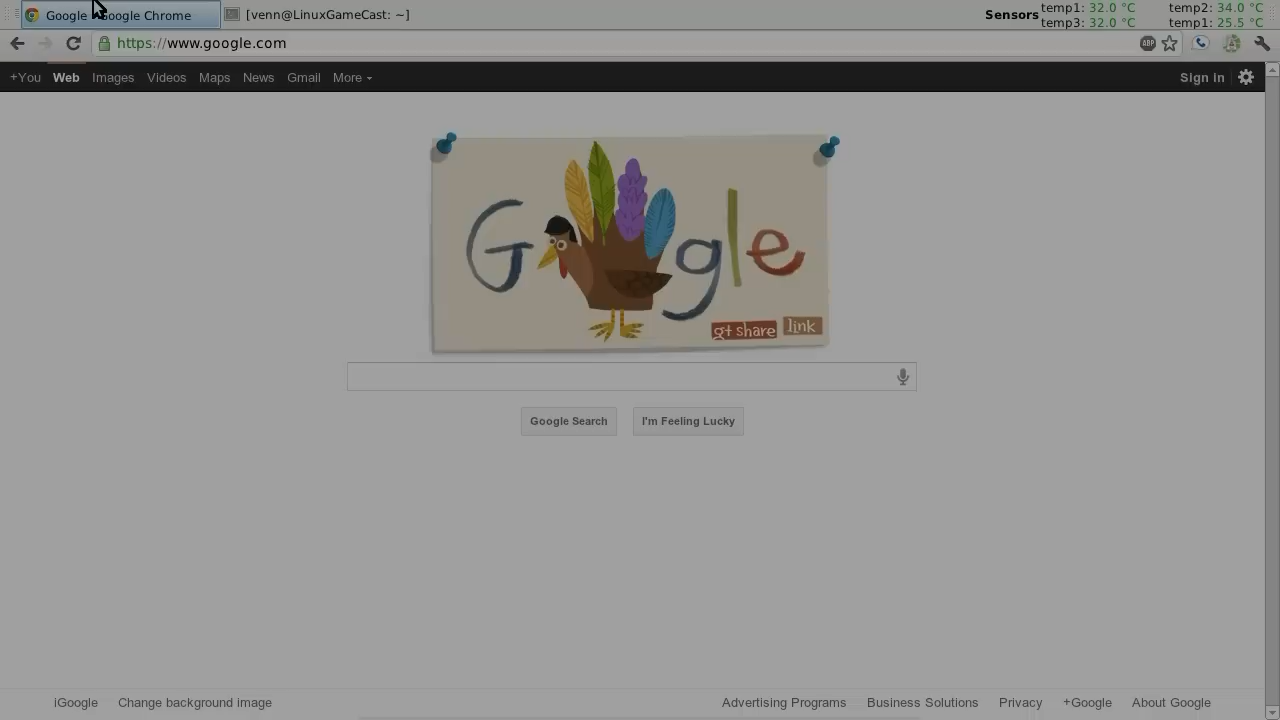 Google - Google Chrome
[venn@LinuxGameCast: ~]
Sensors temp1: 32.0 °C temp2: 34.0 °C
temp3: 32.0 °C temp1: 25.5 °C
https://www.google.com
ABP
+You Web Images Videos Maps News Gmail More Sign in
G gle
g+ share link
Google Search I'm Feeling Lucky
iGoogle Change background image Advertising Programs Business Solutions Privacy +Google About Google